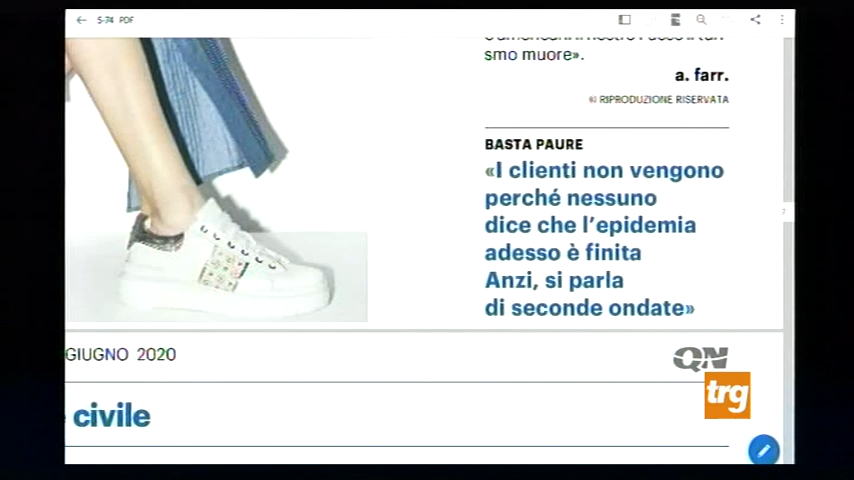 5-74 PDF
smo muore».
a. farr.
© RIPRODUZIONE RISERVATA
BASTA PAURE
«I clienti non vengono
perché nessuno
dice che l'epidemia
adesso è finita
Anzi, si parla
di seconde ondate»
GIUGNO 2020
QN
trg
civile